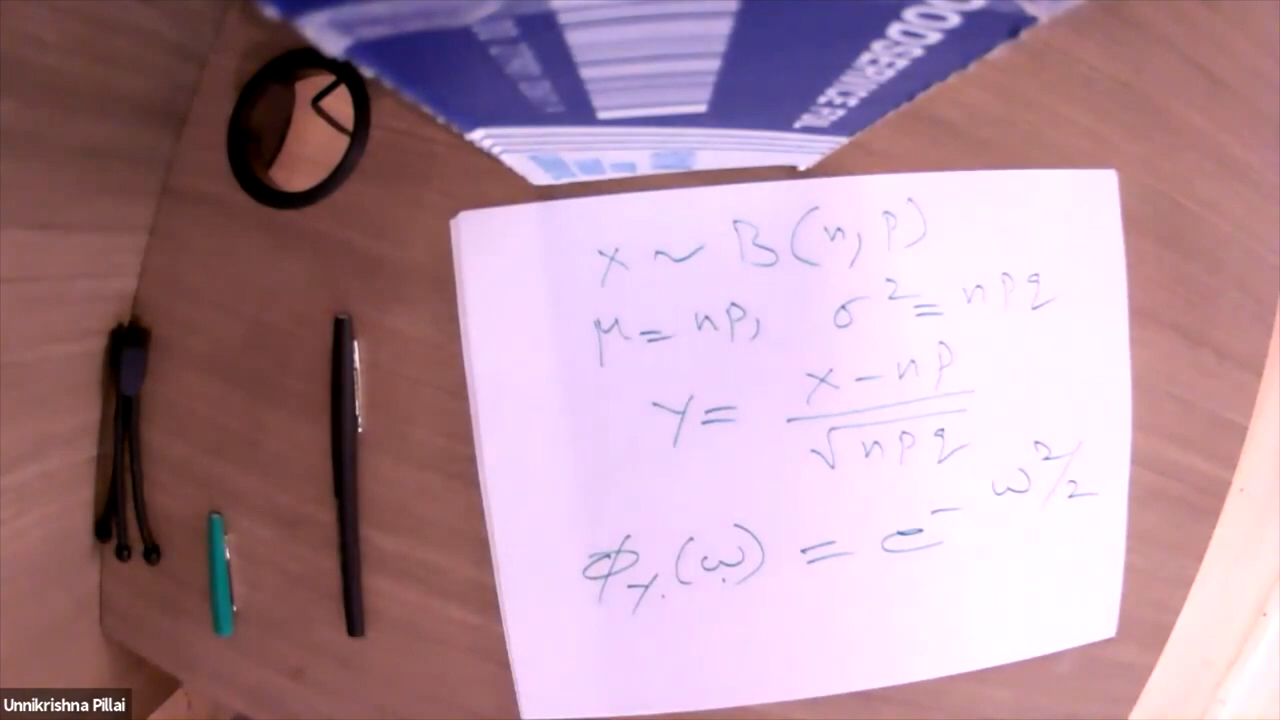 X ~ B(n, p)
μ = np, σ² = npq
Y = (X - np) / √npq
ϕ_Y(ω) = e^{-ω²/2}
Unnikrishna Pillai